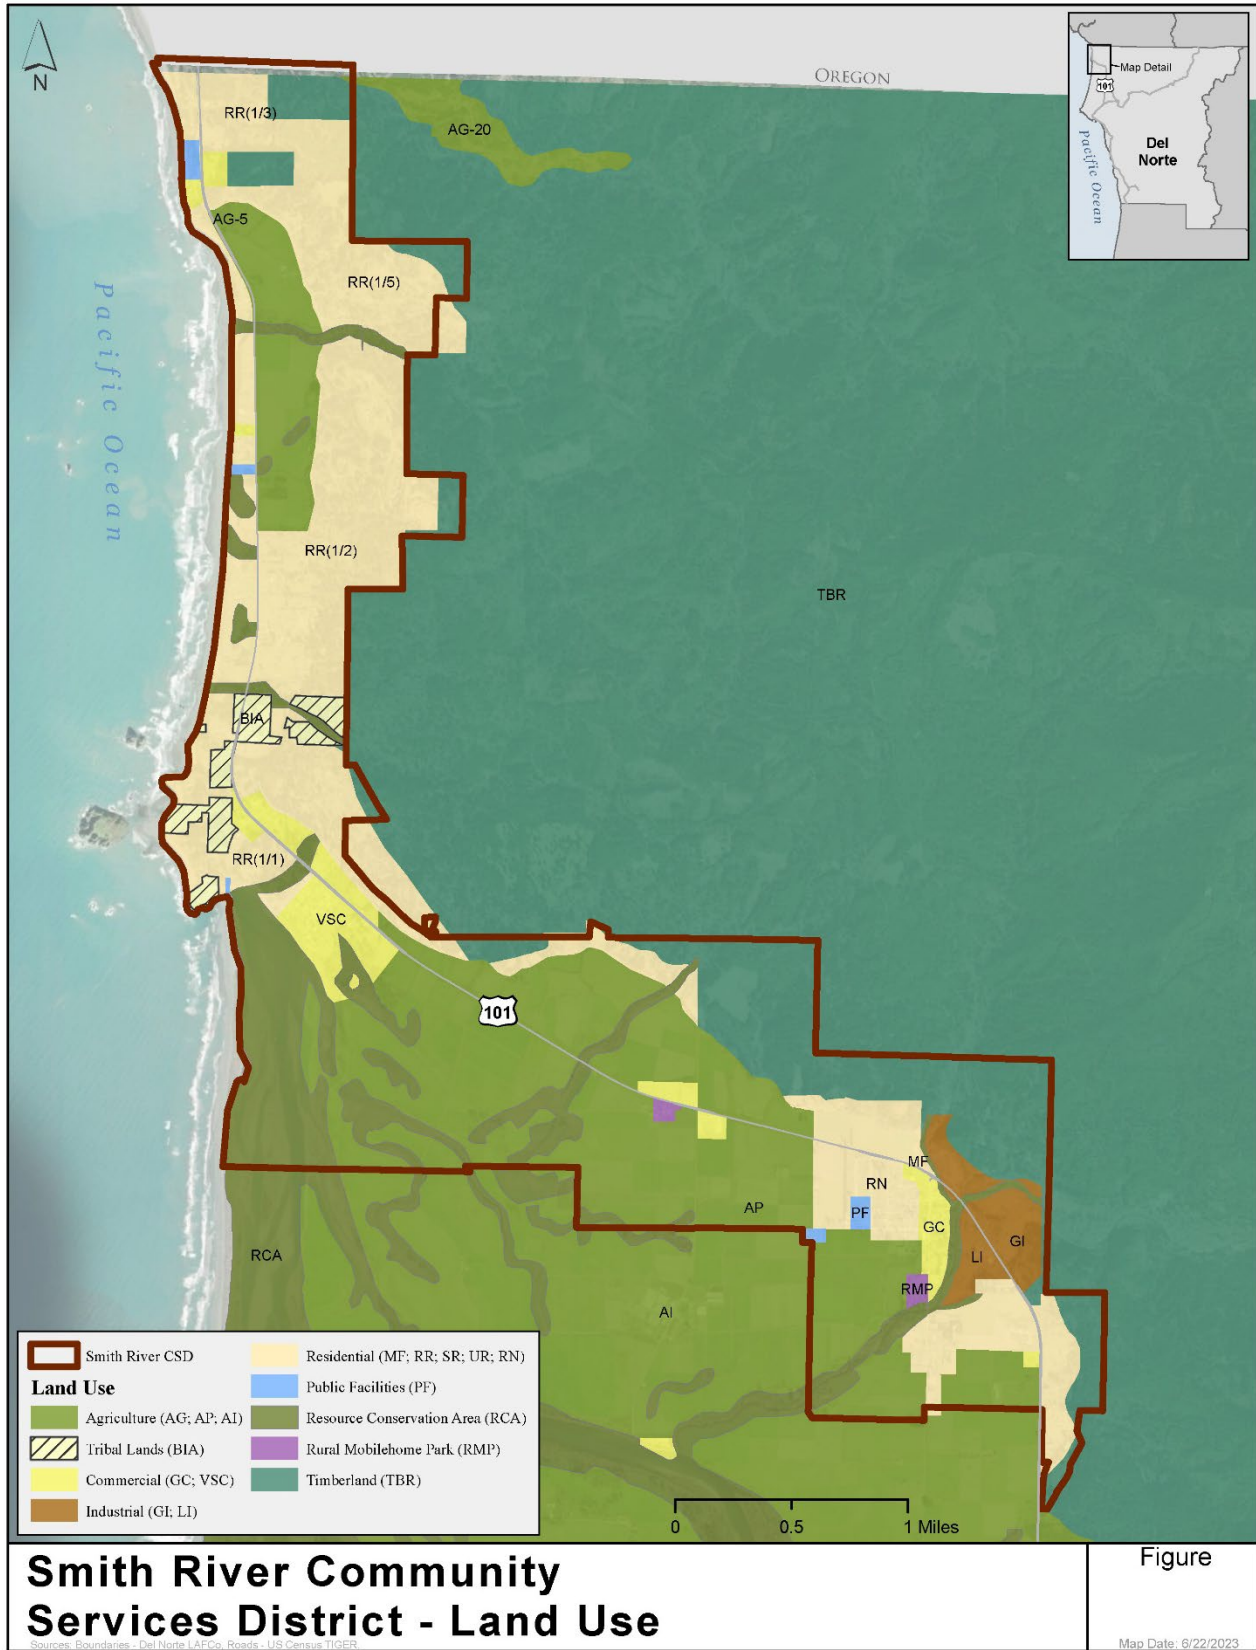 N
OREGON
Map Detail
101
Pacific Ocean
Del
Norte
RR(1/3)
AG-20
AG-5
RR(1/5)
Pacific Ocean
RR(1/2)
TBR
BIA
RR(1/1)
VSC
101
MF
RN
AP
PF
GC
GI
LI
RCA
RMP
AI
Smith River CSD
Land Use
Agriculture (AG; AP; AI)
Tribal Lands (BIA)
Commercial (GC; VSC)
Industrial (GI; LI)
Residential (MF; RR; SR; UR; RN)
Public Facilities (PF)
Resource Conservation Area (RCA)
Rural Mobilehome Park (RMP)
Timberland (TBR)
0 0.5 1 Miles
Smith River Community
Services District - Land Use
Sources: Boundaries - Del Norte LAFCo, Roads - US Census TIGER.
Figure
Map Date: 6/22/2023